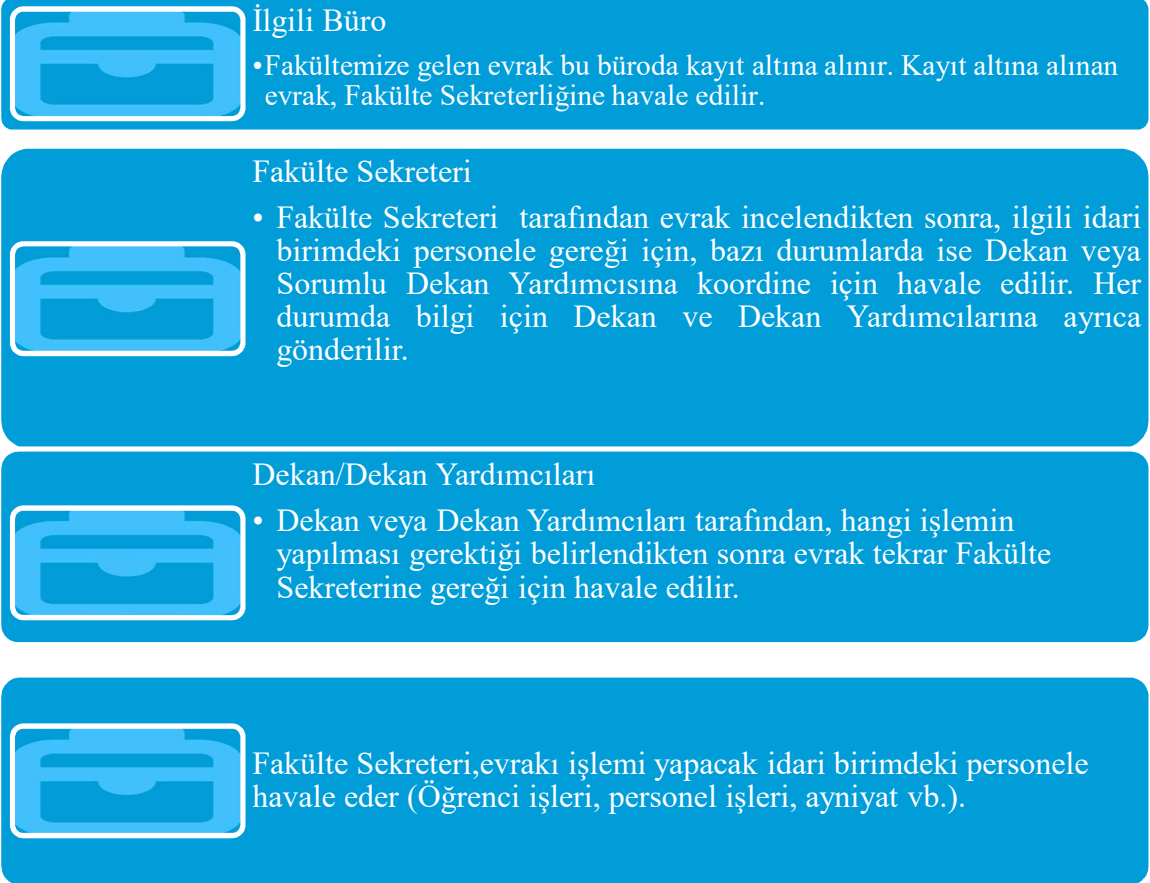 İlgili Büro
•Fakültemize gelen evrak bu büroda kayıt altına alınır. Kayıt altına alınan
evrak, Fakülte Sekreterliğine havale edilir.
Fakülte Sekreteri
• Fakülte Sekreteri tarafından evrak incelendikten sonra, ilgili idari
birimdeki personele gereği için, bazı durumlarda ise Dekan veya
Sorumlu Dekan Yardımcısına koordine için havale edilir. Her
durumda bilgi için Dekan ve Dekan Yardımcılarına ayrıca
gönderilir.
Dekan/Dekan Yardımcıları
• Dekan veya Dekan Yardımcıları tarafından, hangi işlemin
yapılması gerektiği belirlendikten sonra evrak tekrar Fakülte
Sekreterine gereği için havale edilir.
Fakülte Sekreteri,evrakı işlemi yapacak idari birimdeki personele
havale eder (Öğrenci işleri, personel işleri, ayniyat vb.).